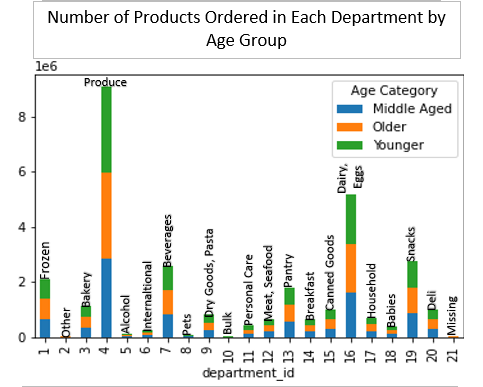 Number of Products Ordered in Each Department by
Age Group
1e6
Produce
Age Category
Middle Aged
Older
Younger
8
6
4
2
0
Frozen
Other
Bakery
Alcohol
Internaltional
Beverages
Pets
Dry Goods, Pasta
Bulk
Personal Care
Meat, Seafood
Pantry
Breakfast
Canned Goods
Dairy,
Eggs
Household
Babies
Snacks
Deli
Missing
1 2 3 4 5 6 7 8 9 10 11 12 13 14 15 16 17 18 19 20 21
department_id